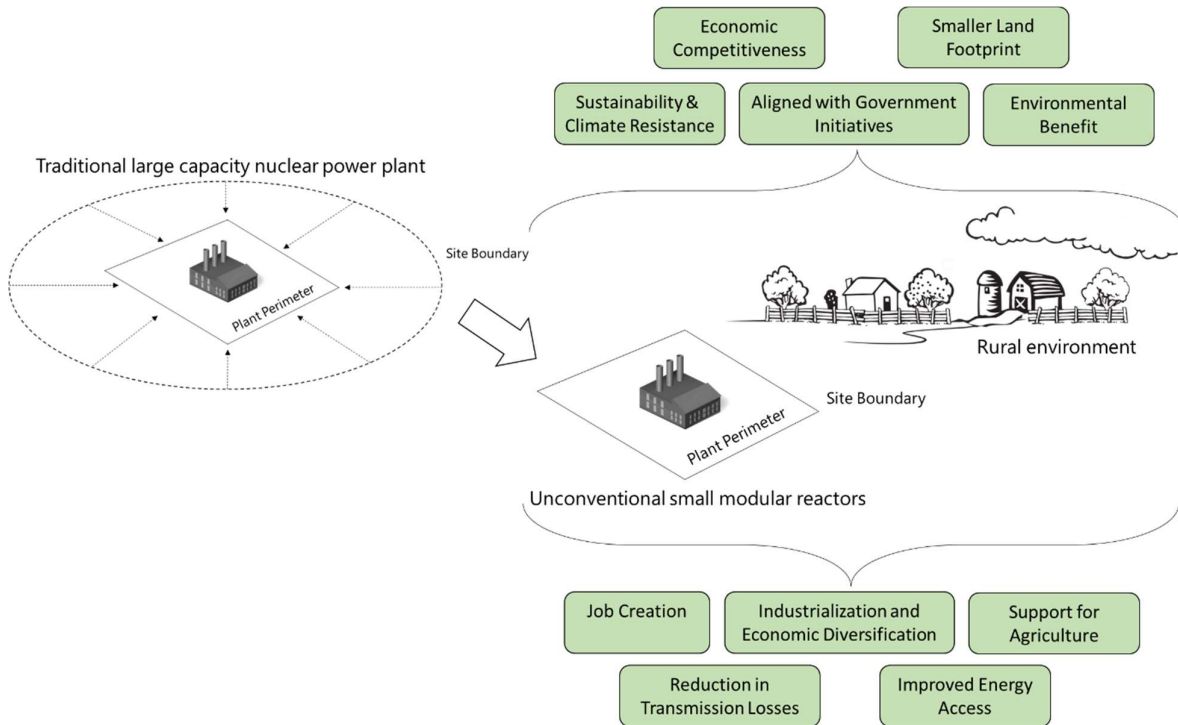 Economic
Competitiveness
Smaller Land
Footprint
Sustainability &
Climate Resistance
Aligned with Government
Initiatives
Environmental
Benefit
Traditional large capacity nuclear power plant
Site Boundary
Plant Perimeter
Rural environment
Site Boundary
Plant Perimeter
Unconventional small modular reactors
Job Creation
Industrialization and
Economic Diversification
Support for
Agriculture
Reduction in
Transmission Losses
Improved Energy
Access